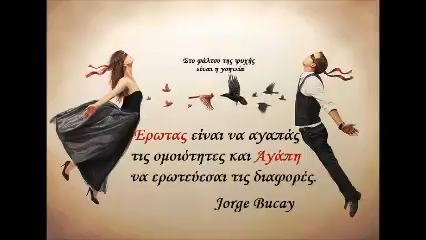 Στο φάλτσο της ψυχής
είναι η γοητεία
Έρωτας είναι να αγαπάς
τις ομοιότητες και Αγάπη
να ερωτεύεσαι τις διαφορές.
Jorge Bucay